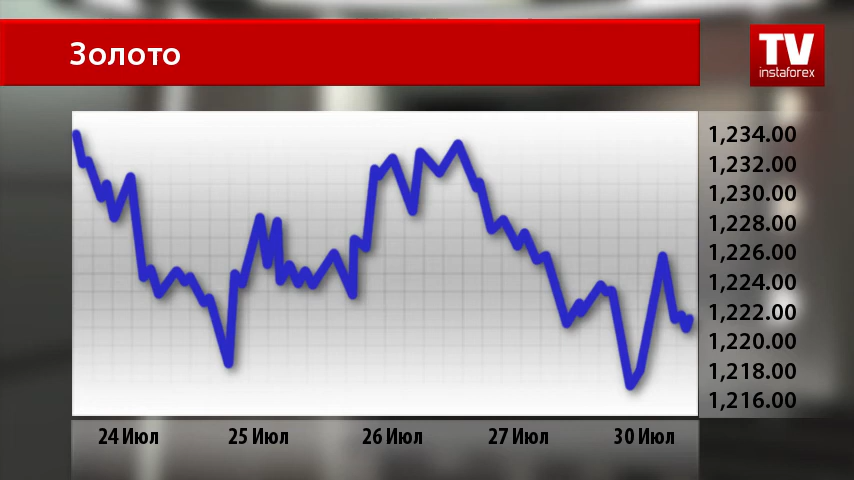 Золото
TV
instaforex
1,234.00
1,232.00
1,230.00
1,228.00
1,226.00
1,224.00
1,222.00
1,220.00
1,218.00
1,216.00
24 Июл 25 Июл 26 Июл 27 Июл 30 Июл